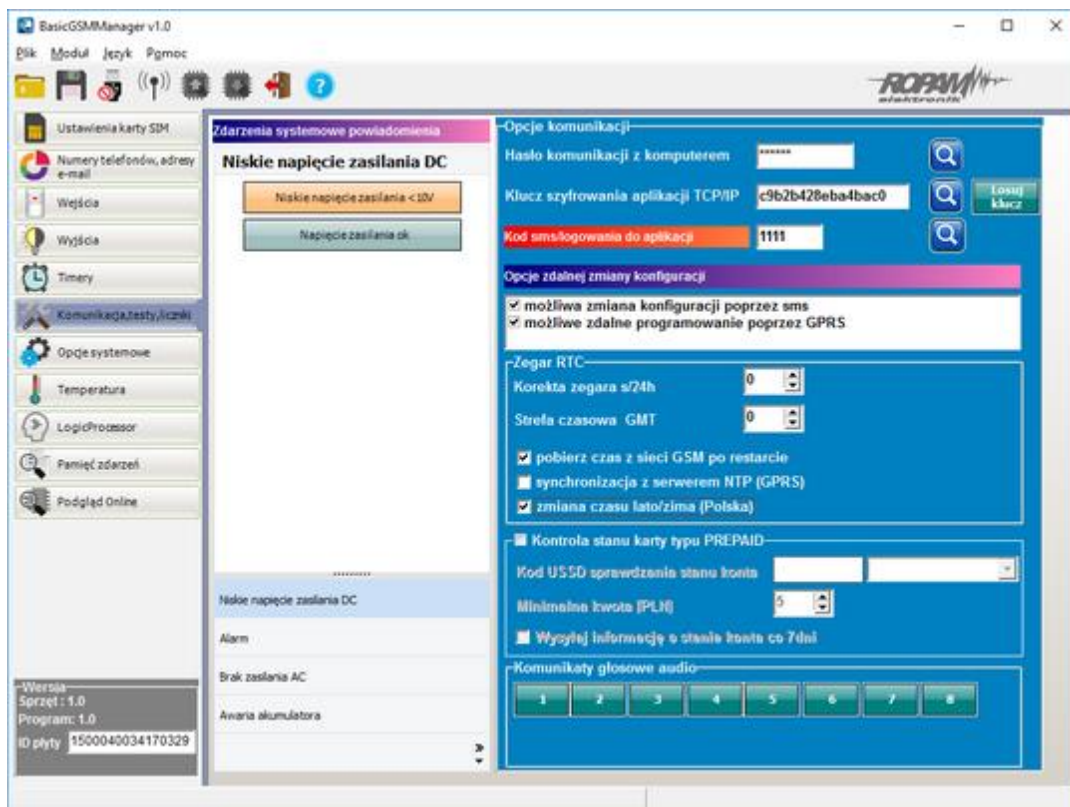 BasicGSMManager v1.0
Plik Moduł Język Pomoc
ROPAM
elektronik
Ustawienia karty SIM
Numery telefonów, adresy
e-mail
Wejścia
Wyjścia
Timery
Komunikacja,testy,liczniki
Opcje systemowe
Temperatura
LogicProcessor
Pamięć zdarzeń
Podgląd Online
Wersja
Sprzęt : 1.0
Program: 1.0
ID płyty 1500040034170329
Zdarzenia systemowe powiadomienia
Niskie napięcie zasilania DC
Niskie napięcie zasilania <10V
Napięcie zasilania ok
Niskie napięcie zasilania DC
Alarm
Brak zasilania AC
Awaria akumulatora
Opcje komunikacji
Hasło komunikacji z komputerem ******
Klucz szyfrowania aplikacji TCP/IP c9b2b428eba4bac0 Losuj
klucz
Kod sms/logowania do aplikacji 1111
Opcje zdalnej zmiany konfiguracji
możliwa zmiana konfiguracji poprzez sms
możliwe zdalne programowanie poprzez GPRS
Zegar RTC
Korekta zegara s/24h 0
Strefa czasowa GMT 0
pobierz czas z sieci GSM po restarcie
synchronizacja z serwerem NTP (GPRS)
zmiana czasu lato/zima (Polska)
Kontrola stanu karty typu PREPAID
Kod USSD sprawdzania stanu konta
Minimalna kwota (PLN) 5
Wysyłaj informację o stanie konta co 7dni
Komunikaty głosowe audio
1 2 3 4 5 6 7 8